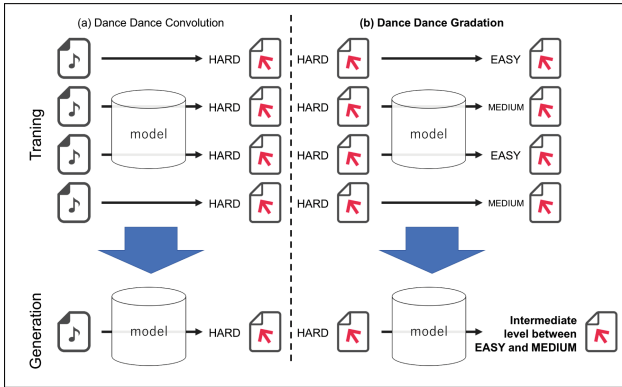 (a) Dance Dance Convolution
(b) Dance Dance Gradation
Traning
HARD
HARD
EASY
HARD
HARD
MEDIUM
model
model
HARD
HARD
EASY
HARD
HARD
MEDIUM
Generation
model
HARD
HARD
model
Intermediate
level between
EASY and MEDIUM